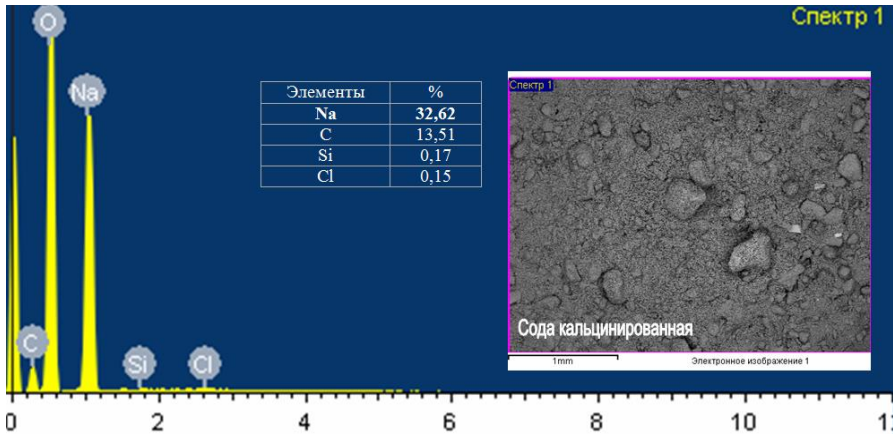 Спектр 1
O
Na
Элементы %
Na 32,62
C 13,51
Si 0,17
Cl 0,15
Спектр 1
C
Si
Cl
Сода кальцинированная
1mm Электронное изображение 1
0 2 4 6 8 10